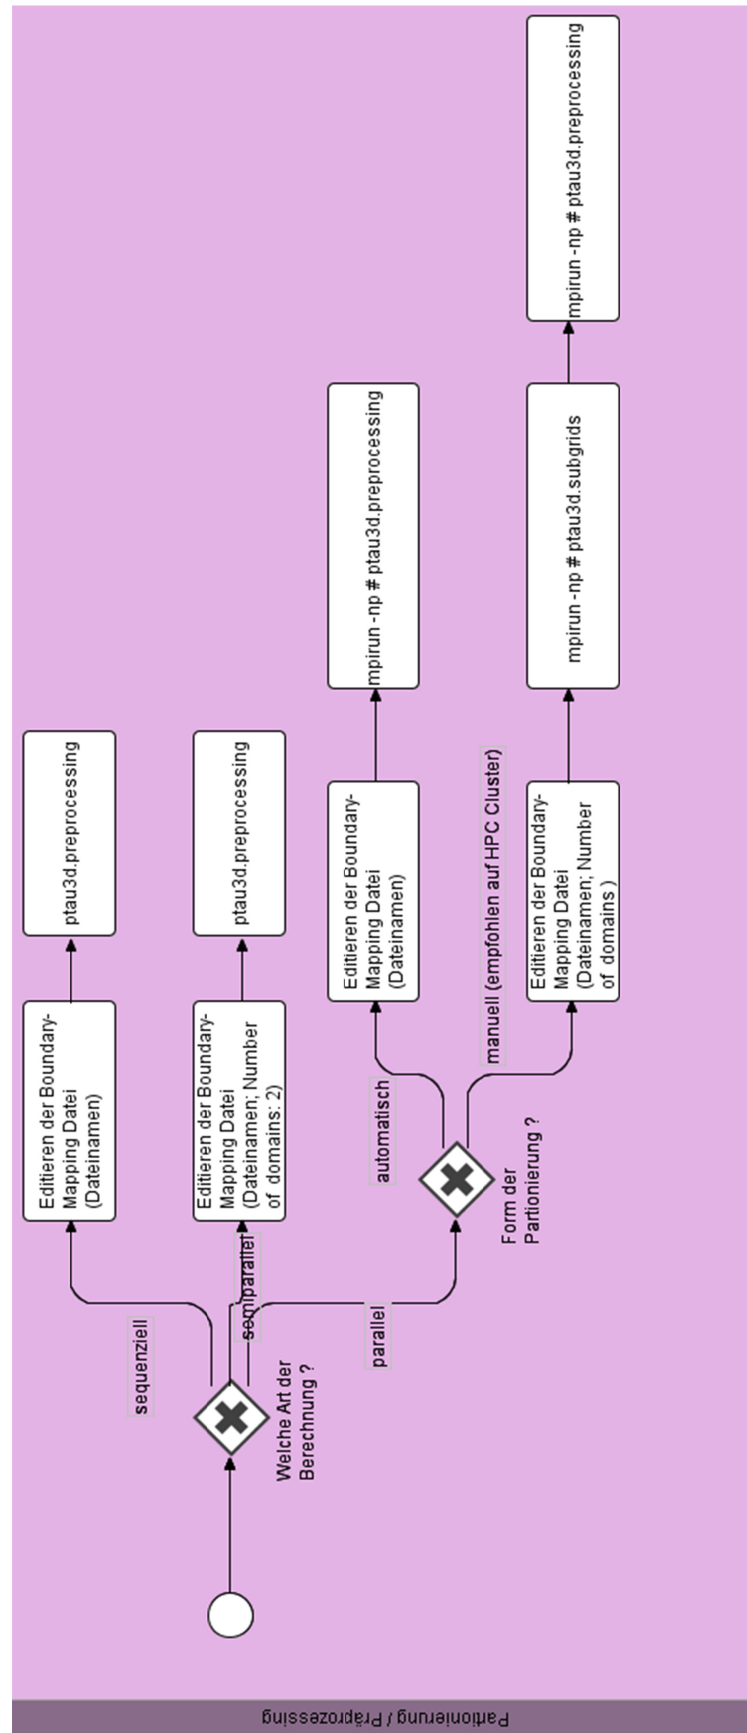 Partionierung / Präprozessing
Welche Art der
Berechnung ?
sequenziell
Editieren der Boundary-
Mapping Datei
(Dateinamen)
ptau3d.preprocessing
semiparallel
Editieren der Boundary-
Mapping Datei
(Dateinamen; Number
of domains: 2)
ptau3d.preprocessing
parallel
Form der
Partionierung ?
automatisch
Editieren der Boundary-
Mapping Datei
(Dateinamen)
mpirun -np # ptau3d.preprocessing
manuell (empfohlen auf HPC Cluster)
Editieren der Boundary-
Mapping Datei
(Dateinamen; Number
of domains )
mpirun -np # ptau3d.subgrids
mpirun -np # ptau3d.preprocessing